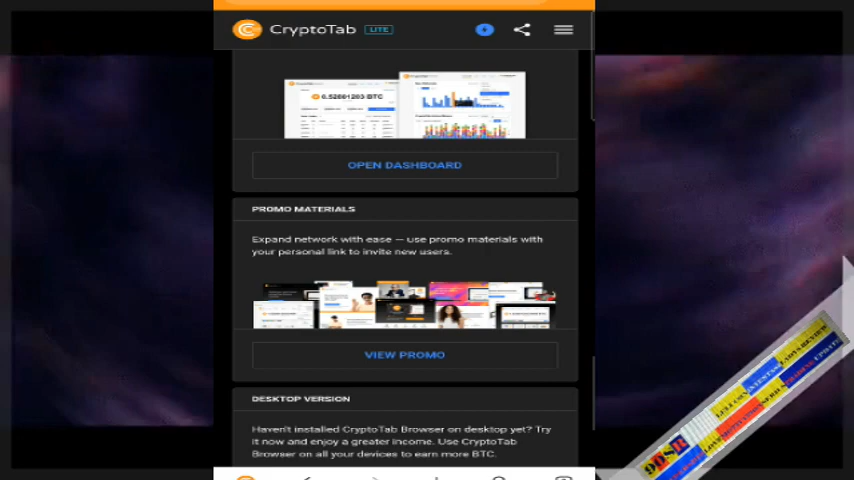 CryptoTab LITE
0.52801203 BTC
OPEN DASHBOARD
PROMO MATERIALS
Expand network with ease — use promo materials with
your personal link to invite new users.
VIEW PROMO
DESKTOP VERSION
Haven't installed CryptoTab Browser on desktop yet? Try
it now and enjoy a greater income. Use CryptoTab
Browser on all your devices to earn more BTC.
90SR